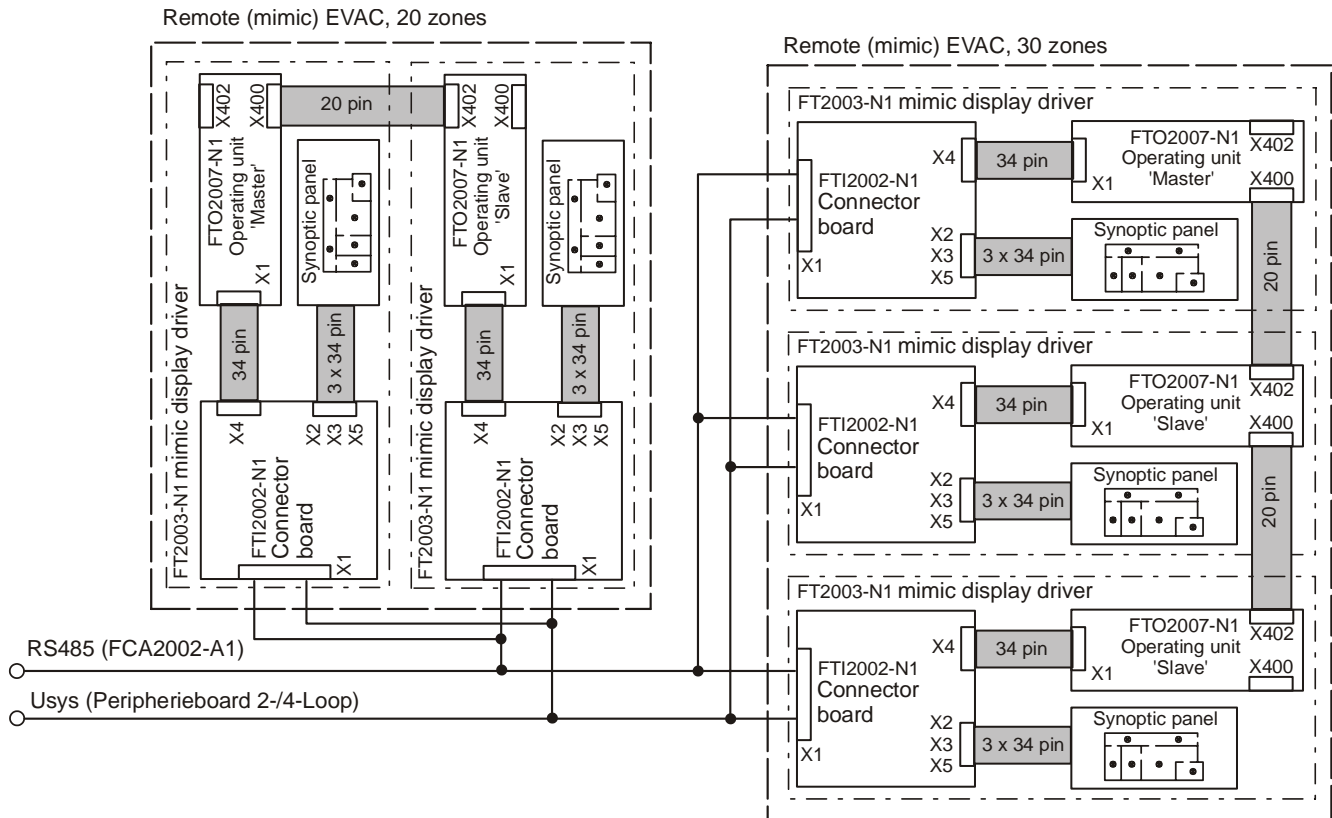 Remote (mimic) EVAC, 20 zones
X402
X400
20 pin
X402
X400
FTO2007-N1
Operating unit
'Master'
X1
Synoptic panel
FTO2007-N1
Operating unit
'Slave'
X1
Synoptic panel
34 pin
3 x 34 pin
34 pin
3 x 34 pin
FT2003-N1 mimic display driver
X4
X2
X3
X5
FTI2002-N1
Connector
board
X1
FT2003-N1 mimic display driver
X4
X2
X3
X5
FTI2002-N1
Connector
board
X1
RS485 (FCA2002-A1)
Usys (Peripherieboard 2-/4-Loop)
Remote (mimic) EVAC, 30 zones
FT2003-N1 mimic display driver
FTI2002-N1
Connector
board
X1
X4
34 pin
X1
FTO2007-N1
Operating unit
'Master'
X402
X400
X2
X3
X5
3 x 34 pin
Synoptic panel
20 pin
FT2003-N1 mimic display driver
FTI2002-N1
Connector
board
X1
X4
34 pin
X1
FTO2007-N1
Operating unit
'Slave'
X402
X400
X2
X3
X5
3 x 34 pin
Synoptic panel
20 pin
FT2003-N1 mimic display driver
FTI2002-N1
Connector
board
X1
X4
34 pin
X1
FTO2007-N1
Operating unit
'Slave'
X402
X400
X2
X3
X5
3 x 34 pin
Synoptic panel